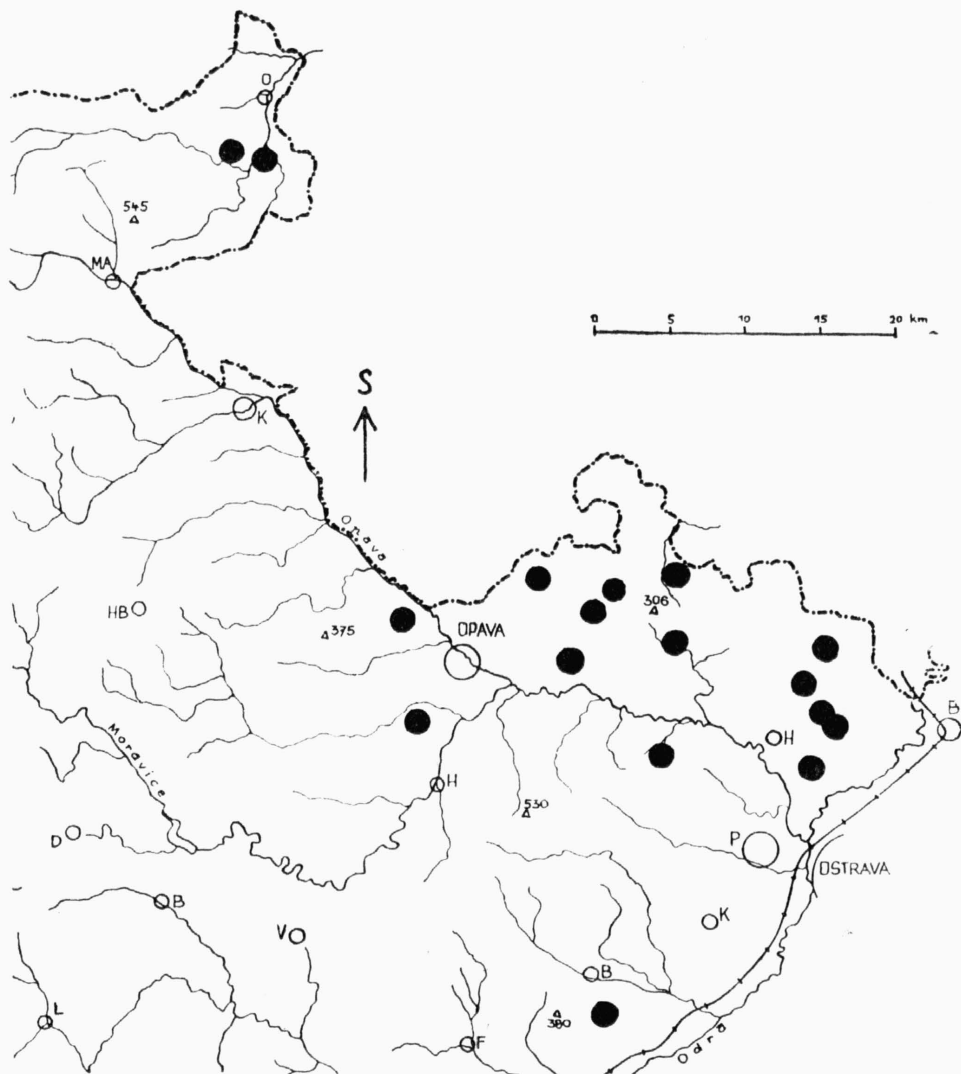 O
545
MA
0 5 10 15 20 km
S
K
Opava
HB
375
OPAVA
306
B
H
Moravice
H
530
D
P
OSTRAVA
B
K
V
B
L
380
F
Odra